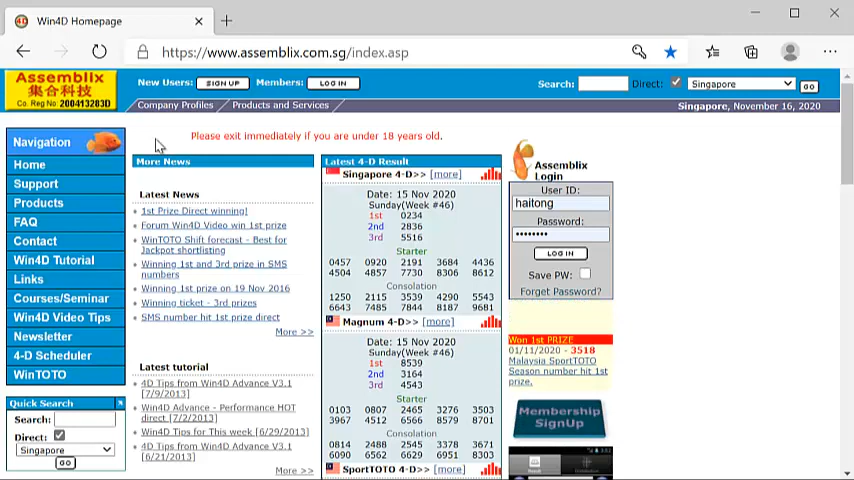 Win4D Homepage
https://www.assemblix.com.sg/index.asp
Assemblix
集合科技
Co. Reg No 200413283D
New Users: SIGN UP Members: LOG IN
Search: Direct: Singapore GO
Company Profiles Products and Services
Singapore, November 16, 2020
Please exit immediately if you are under 18 years old.
Navigation
Home
Support
Products
FAQ
Contact
Win4D Tutorial
Links
Courses/Seminar
Win4D Video Tips
Newsletter
4-D Scheduler
WinTOTO
Quick Search
Search:
Direct:
Singapore
GO
More News
Latest News
1st Prize Direct winning!
Forum Win4D Video win 1st prize
WinTOTO Shift forecast - Best for
Jackpot shortlisting
Winning 1st and 3rd prize in SMS
numbers
Winning 1st prize on 19 Nov 2016
Winning ticket - 3rd prizes
SMS number hit 1st prize direct
More >>
Latest tutorial
4D Tips from Win4D Advance V3.1
[7/9/2013]
Win4D Advance - Performance HOT
direct [7/2/2013]
Win4D Tips for This week [6/29/2013]
4D Tips from Win4D Advance V3.1
[6/21/2013]
More >>
Latest 4-D Result
Singapore 4-D>> [more]
Date: 15 Nov 2020
Sunday(Week #46)
1st 0234
2nd 2836
3rd 5516
Starter
0457 0920 2191 3684 4436
4504 4857 7730 8306 8612
Consolation
1250 2115 3539 4290 5543
6643 7485 7844 8187 9681
Magnum 4-D>> [more]
Date: 15 Nov 2020
Sunday(Week #46)
1st 8539
2nd 3164
3rd 4543
Starter
0103 0807 2465 3276 3503
3967 4512 6566 8579 8701
Consolation
0814 2488 2545 3378 3671
6090 6562 6629 6951 8303
SportTOTO 4-D>> [more]
Assemblix
Login
User ID:
haitong
Password:
••••••••
LOG IN
Save PW:
Forget Password?
Won 1st PRIZE
01/11/2020 - 3518
Malaysia SportTOTO
Season number hit 1st
prize.
Membership
SignUp